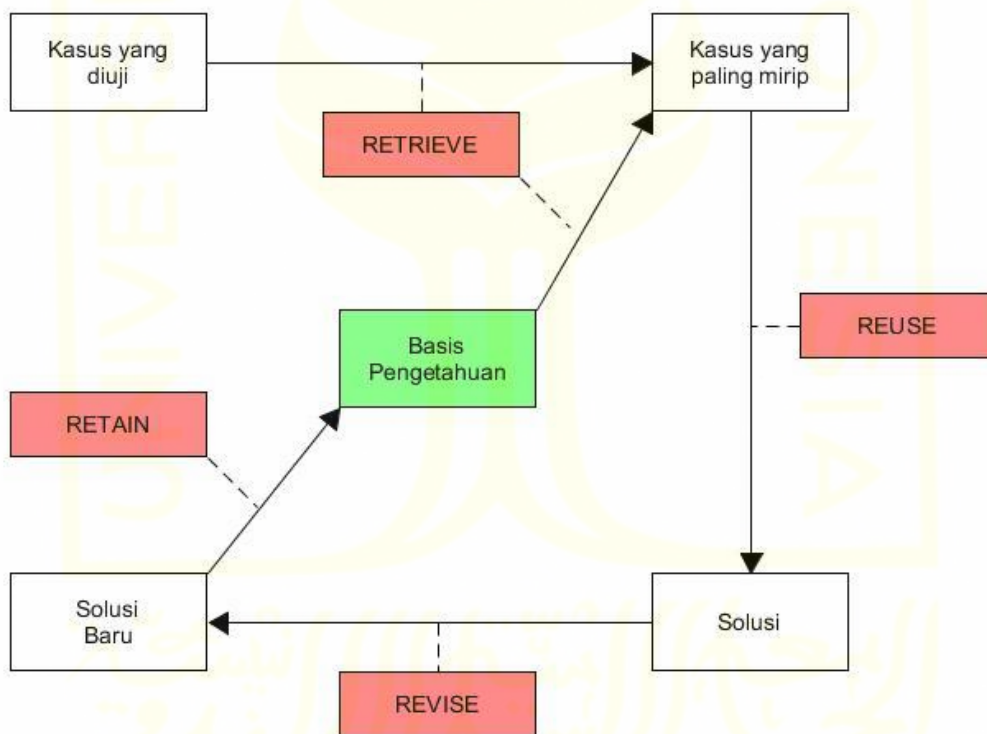 Kasus yang
diuji
Kasus yang
paling mirip
RETRIEVE
REUSE
Basis
Pengetahuan
RETAIN
Solusi
Baru
Solusi
REVISE